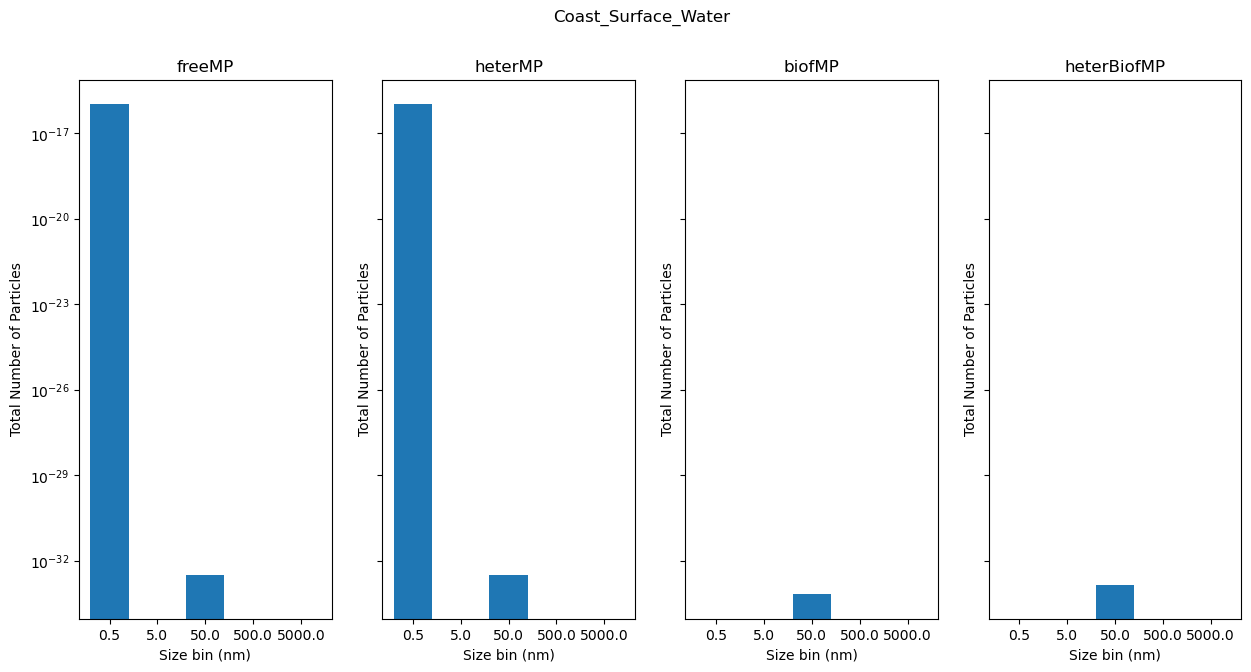 Coast_Surface_Water
freeMP
heterMP
biofMP
heterBiofMP
Total Number of Particles
10⁻¹⁷
10⁻²⁰
10⁻²³
10⁻²⁶
10⁻²⁹
10⁻³²
Total Number of Particles
Total Number of Particles
Total Number of Particles
0.5 5.0 50.0 500.0 5000.0
0.5 5.0 50.0 500.0 5000.0
0.5 5.0 50.0 500.0 5000.0
0.5 5.0 50.0 500.0 5000.0
Size bin (nm)
Size bin (nm)
Size bin (nm)
Size bin (nm)